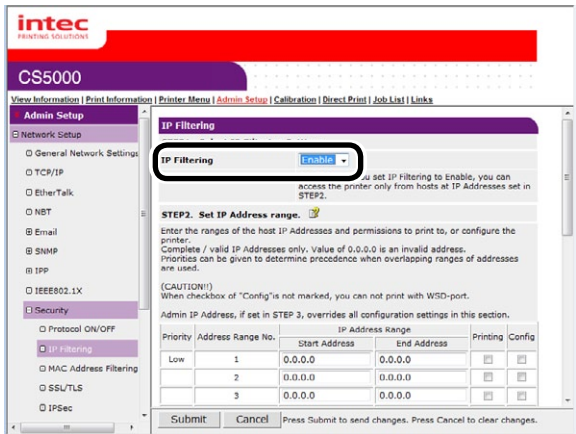 intec
PRINTING SOLUTIONS
CS5000
View Information | Print Information | Printer Menu | Admin Setup | Calibration | Direct Print | Job List | Links
Admin Setup
Network Setup
General Network Settings
TCP/IP
EtherTalk
NBT
Email
SNMP
IPP
IEEE802.1X
Security
Protocol ON/OFF
IP Filtering
MAC Address Filtering
SSL/TLS
IPSec
IP Filtering
IP Filtering Enable
u set IP Filtering to Enable, you can
access the printer only from hosts at IP Addresses set in
STEP2.
STEP2. Set IP Address range.
Enter the ranges of the host IP Addresses and permissions to print to, or configure the
printer.
Complete / valid IP Addresses only. Value of 0.0.0.0 is an invalid address.
Priorities can be given to determine precedence when overlapping ranges of addresses
are used.
(CAUTION!!)
When checkbox of "Config"is not marked, you can not print with WSD-port.
Admin IP Address, if set in STEP 3, overrides all configuration settings in this section.
Priority Address Range No. IP Address Range Printing Config
Start Address End Address
Low 1 0.0.0.0 0.0.0.0
2 0.0.0.0 0.0.0.0
3 0.0.0.0 0.0.0.0
Submit Cancel Press Submit to send changes. Press Cancel to clear changes.